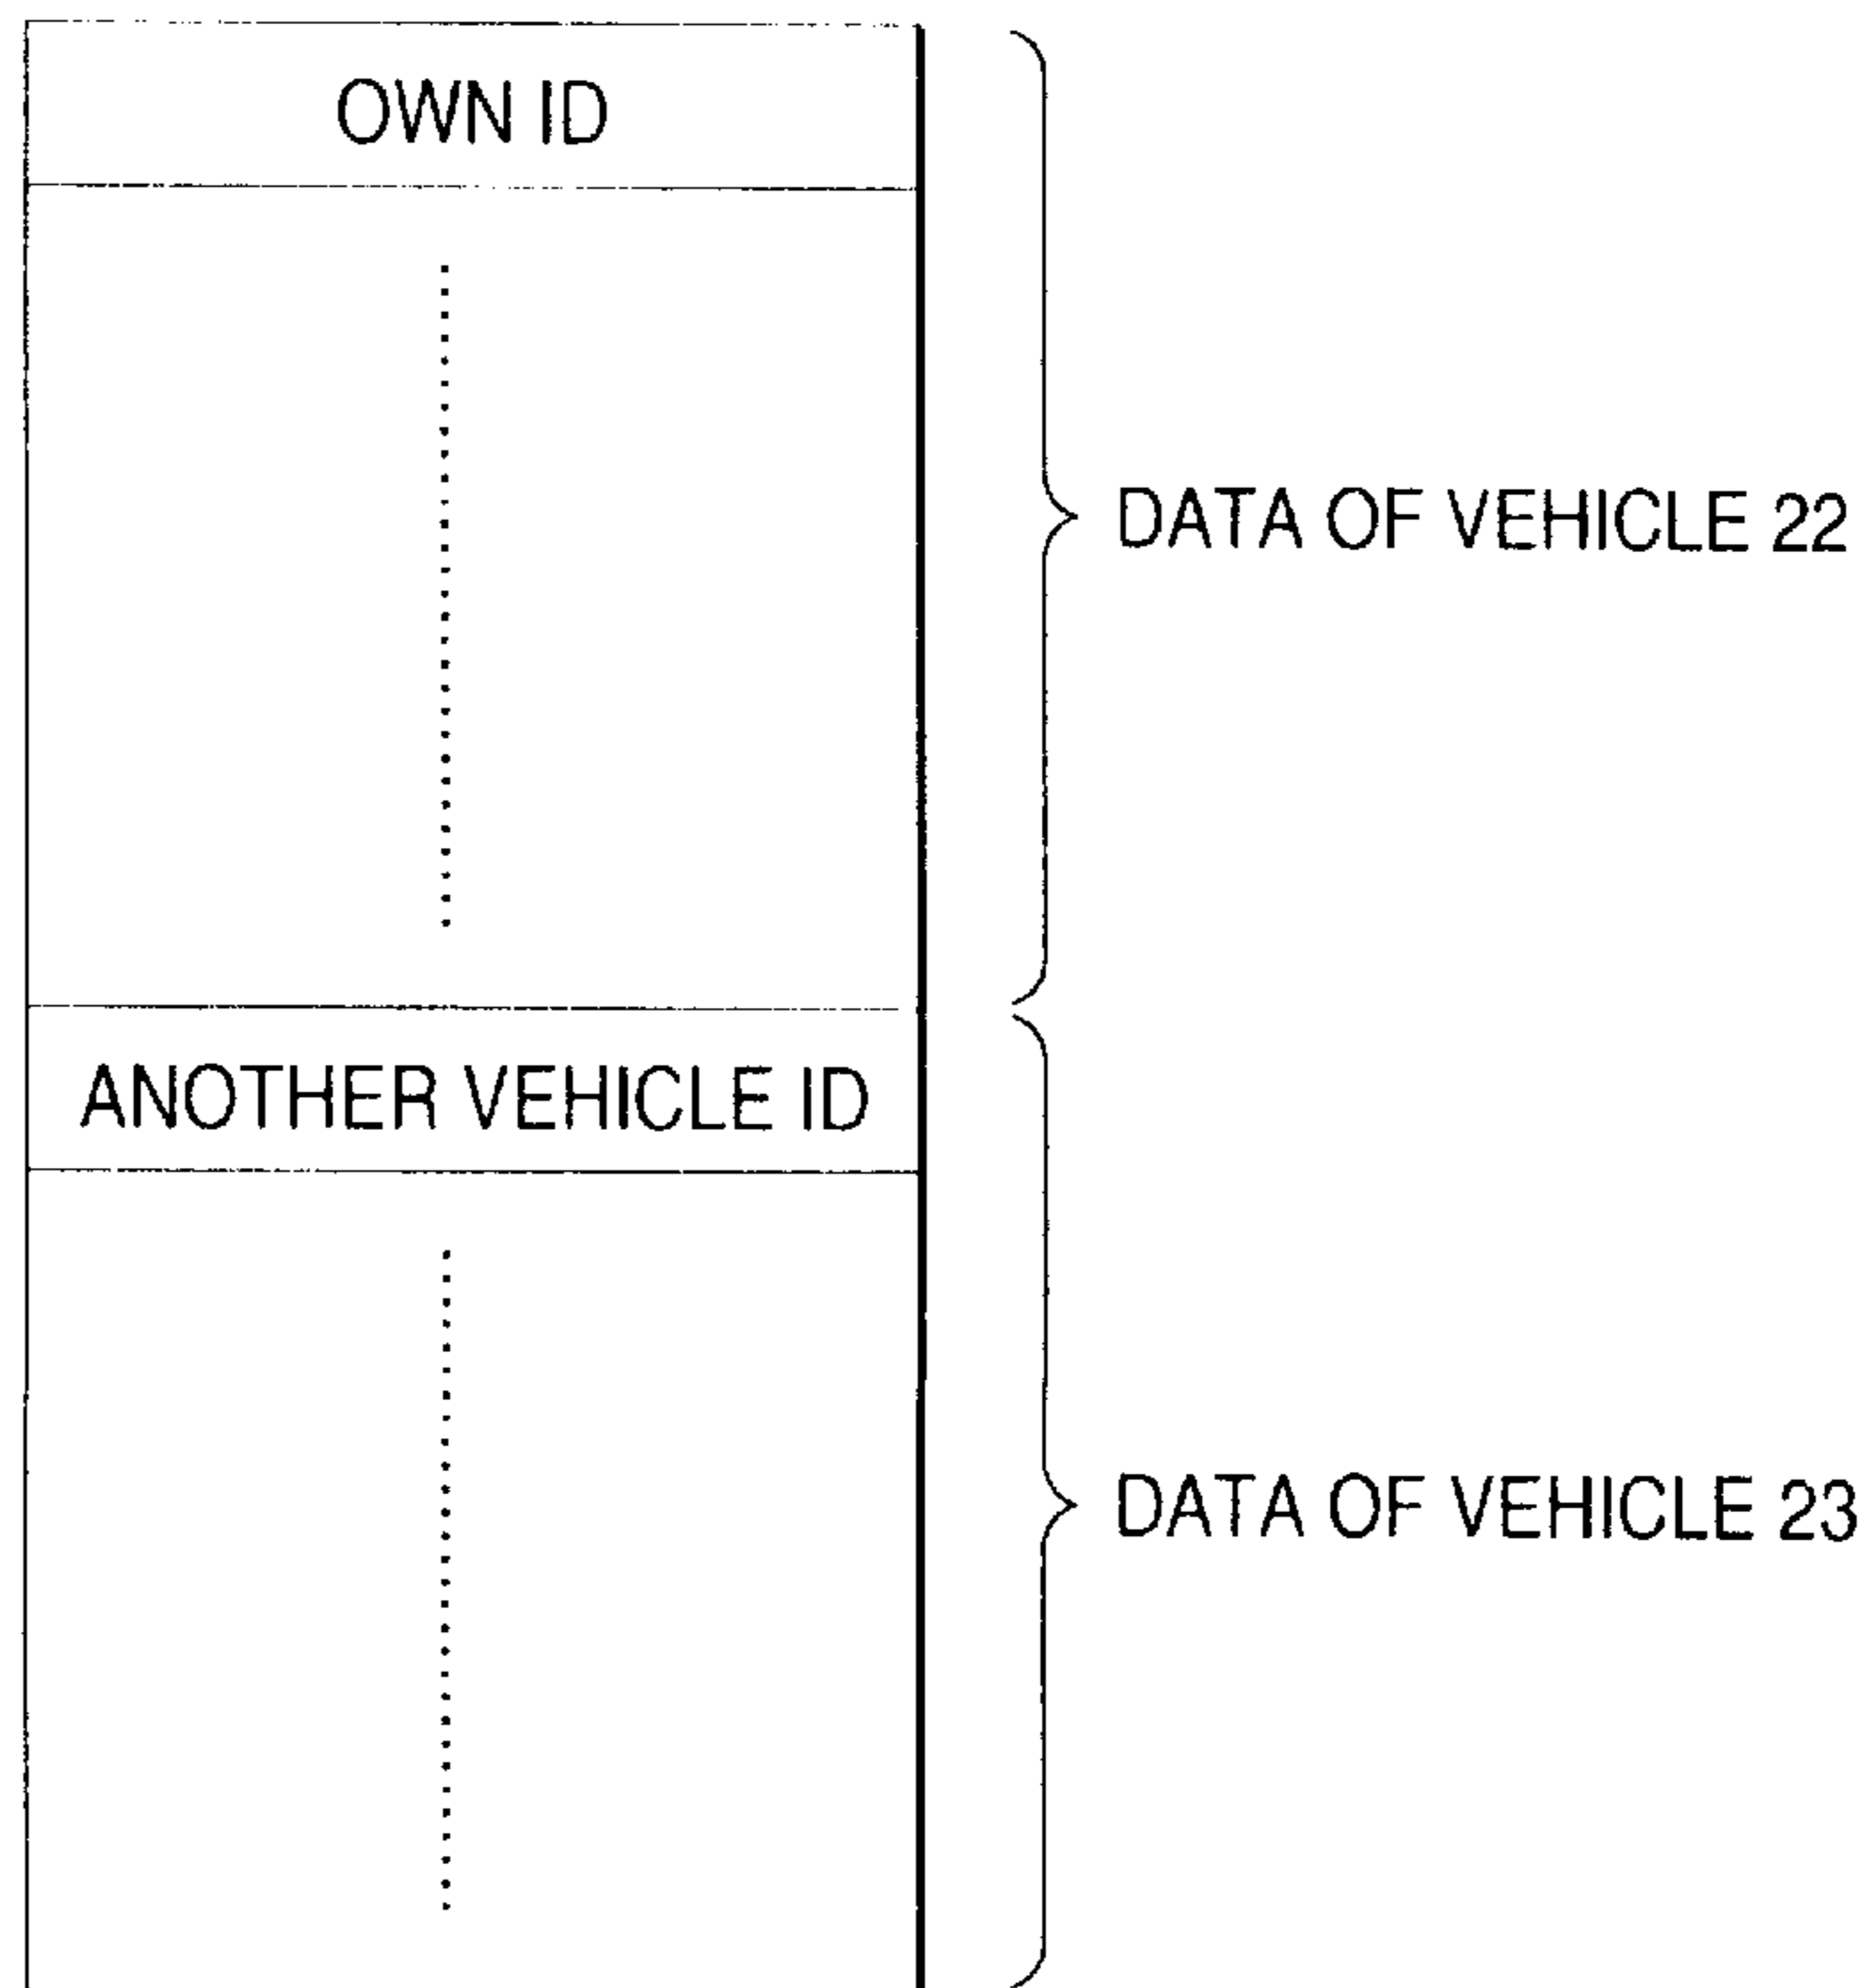 OWN ID
DATA OF VEHICLE 22
ANOTHER VEHICLE ID
DATA OF VEHICLE 23